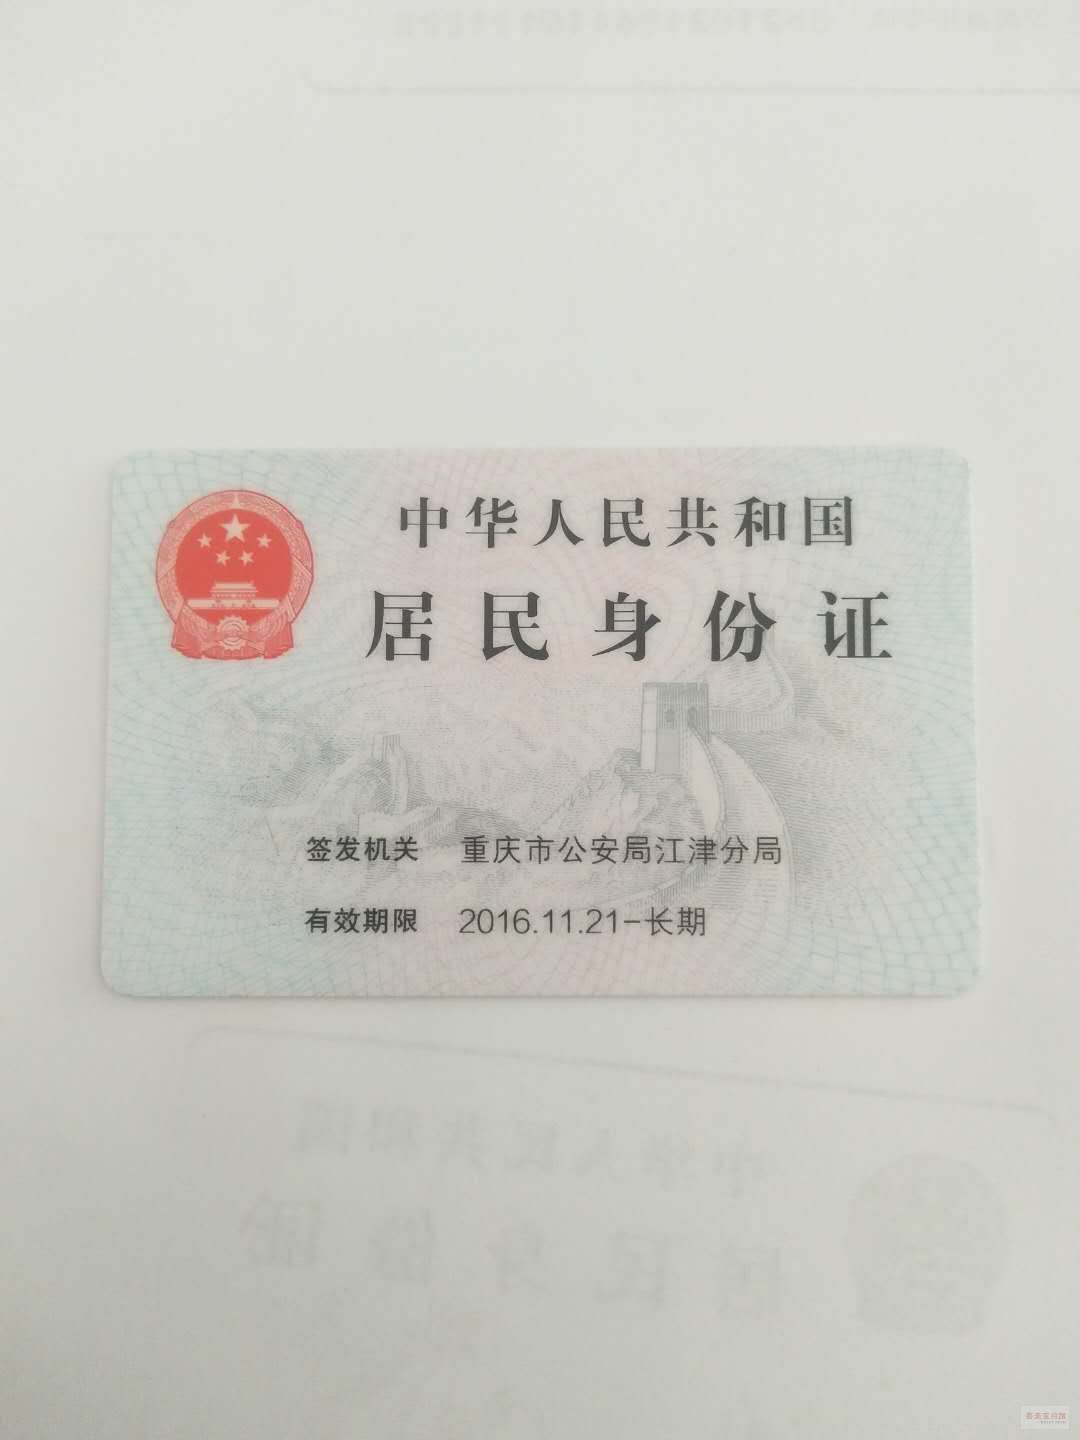 中华人民共和国
居民身份证
签发机关 重庆市公安局江津分局
有效期限 2016.11.21-长期